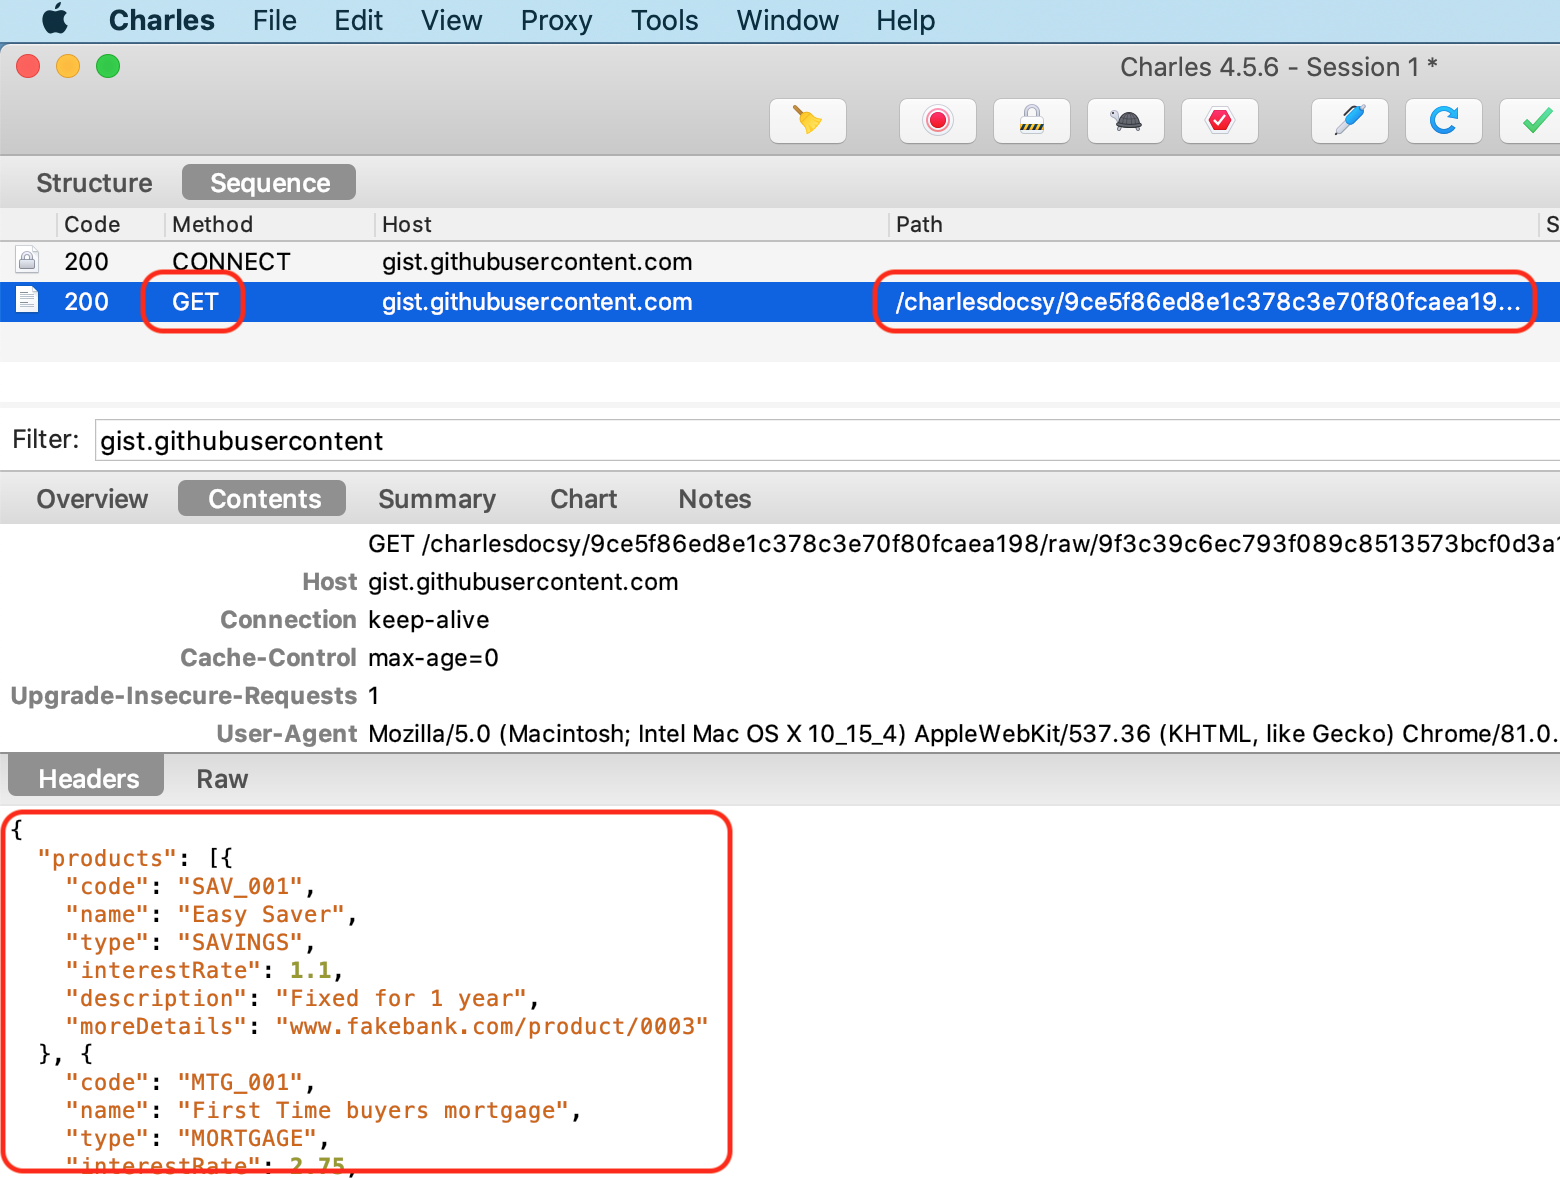 Charles File Edit View Proxy Tools Window Help
Charles 4.5.6 - Session 1 *
Structure Sequence
Code Method Host Path S
200 CONNECT gist.githubusercontent.com
200 GET gist.githubusercontent.com /charlesdocsy/9ce5f86ed8e1c378c3e70f80fcaea19...
Filter: gist.githubusercontent
Overview Contents Summary Chart Notes
GET /charlesdocsy/9ce5f86ed8e1c378c3e70f80fcaea198/raw/9f3c39c6ec793f089c8513573bcf0d3a1
Host gist.githubusercontent.com
Connection keep-alive
Cache-Control max-age=0
Upgrade-Insecure-Requests 1
User-Agent Mozilla/5.0 (Macintosh; Intel Mac OS X 10_15_4) AppleWebKit/537.36 (KHTML, like Gecko) Chrome/81.0.
Headers Raw
{
"products": [{
"code": "SAV_001",
"name": "Easy Saver",
"type": "SAVINGS",
"interestRate": 1.1,
"description": "Fixed for 1 year",
"moreDetails": "www.fakebank.com/product/0003"
}, {
"code": "MTG_001",
"name": "First Time buyers mortgage",
"type": "MORTGAGE",
"interestRate": 2.75,